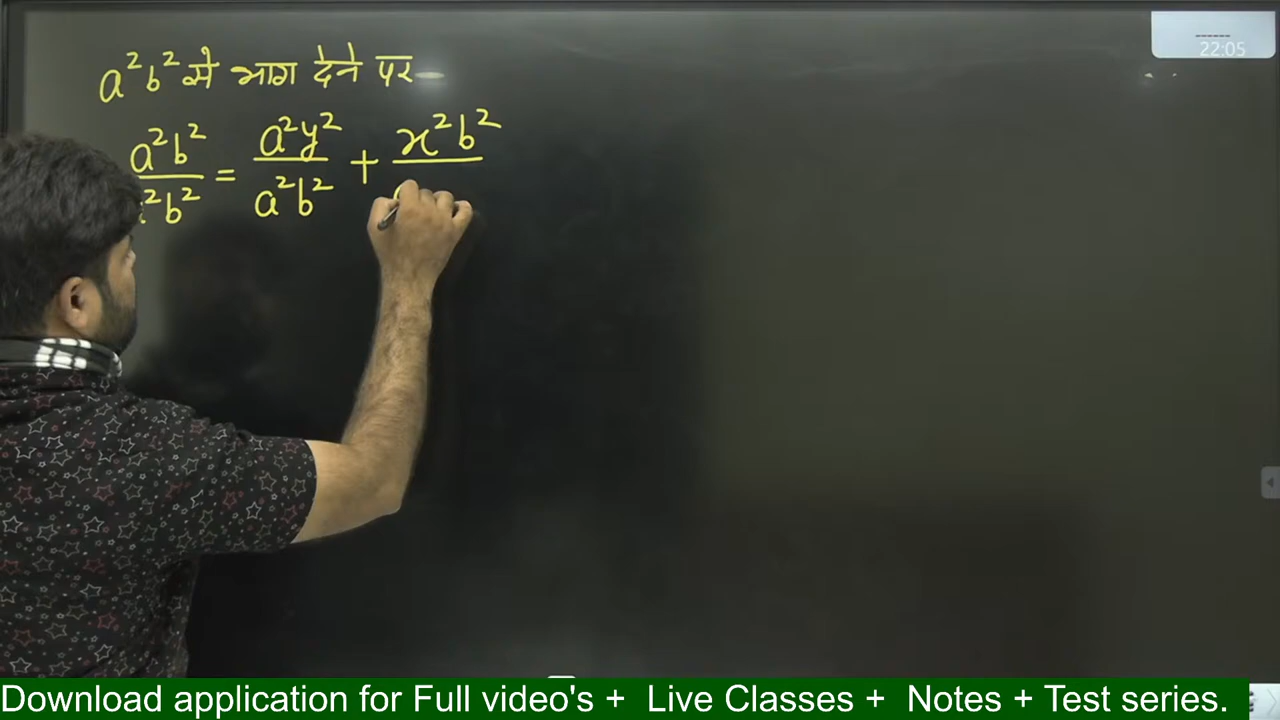 22:05
a²b² से भाग देने पर
a²b²/a²b² = a²y²/a²b² + x²b²/
Download application for Full video's + Live Classes + Notes + Test series.